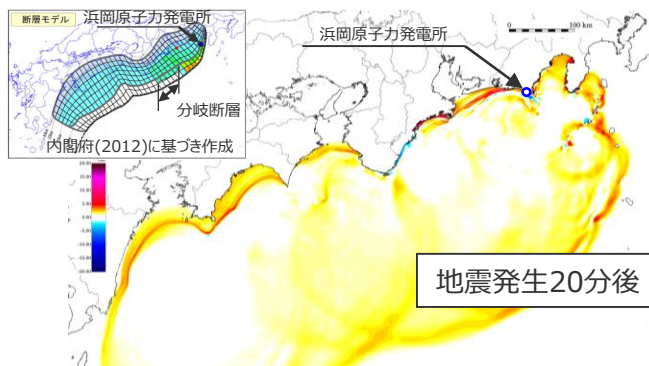 断層モデル
浜岡原子力発電所
分岐断層
内閣府(2012)に基づき作成
浜岡原子力発電所
0
100 km
地震発生20分後